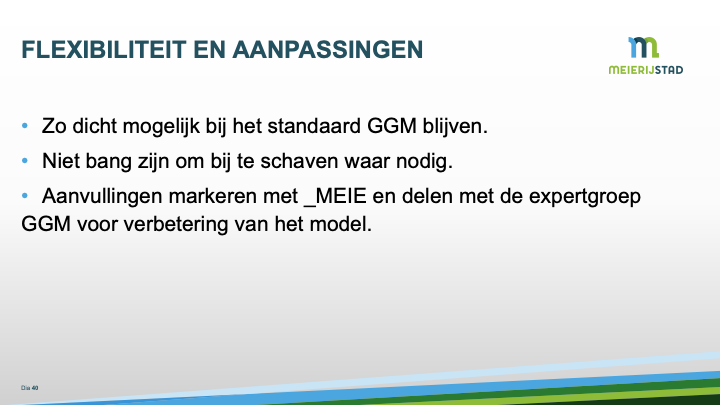 FLEXIBILITEIT EN AANPASSINGEN
MEIERIJSTAD
• Zo dicht mogelijk bij het standaard GGM blijven.
• Niet bang zijn om bij te schaven waar nodig.
• Aanvullingen markeren met _MEIE en delen met de expertgroep
GGM voor verbetering van het model.
Dia 40